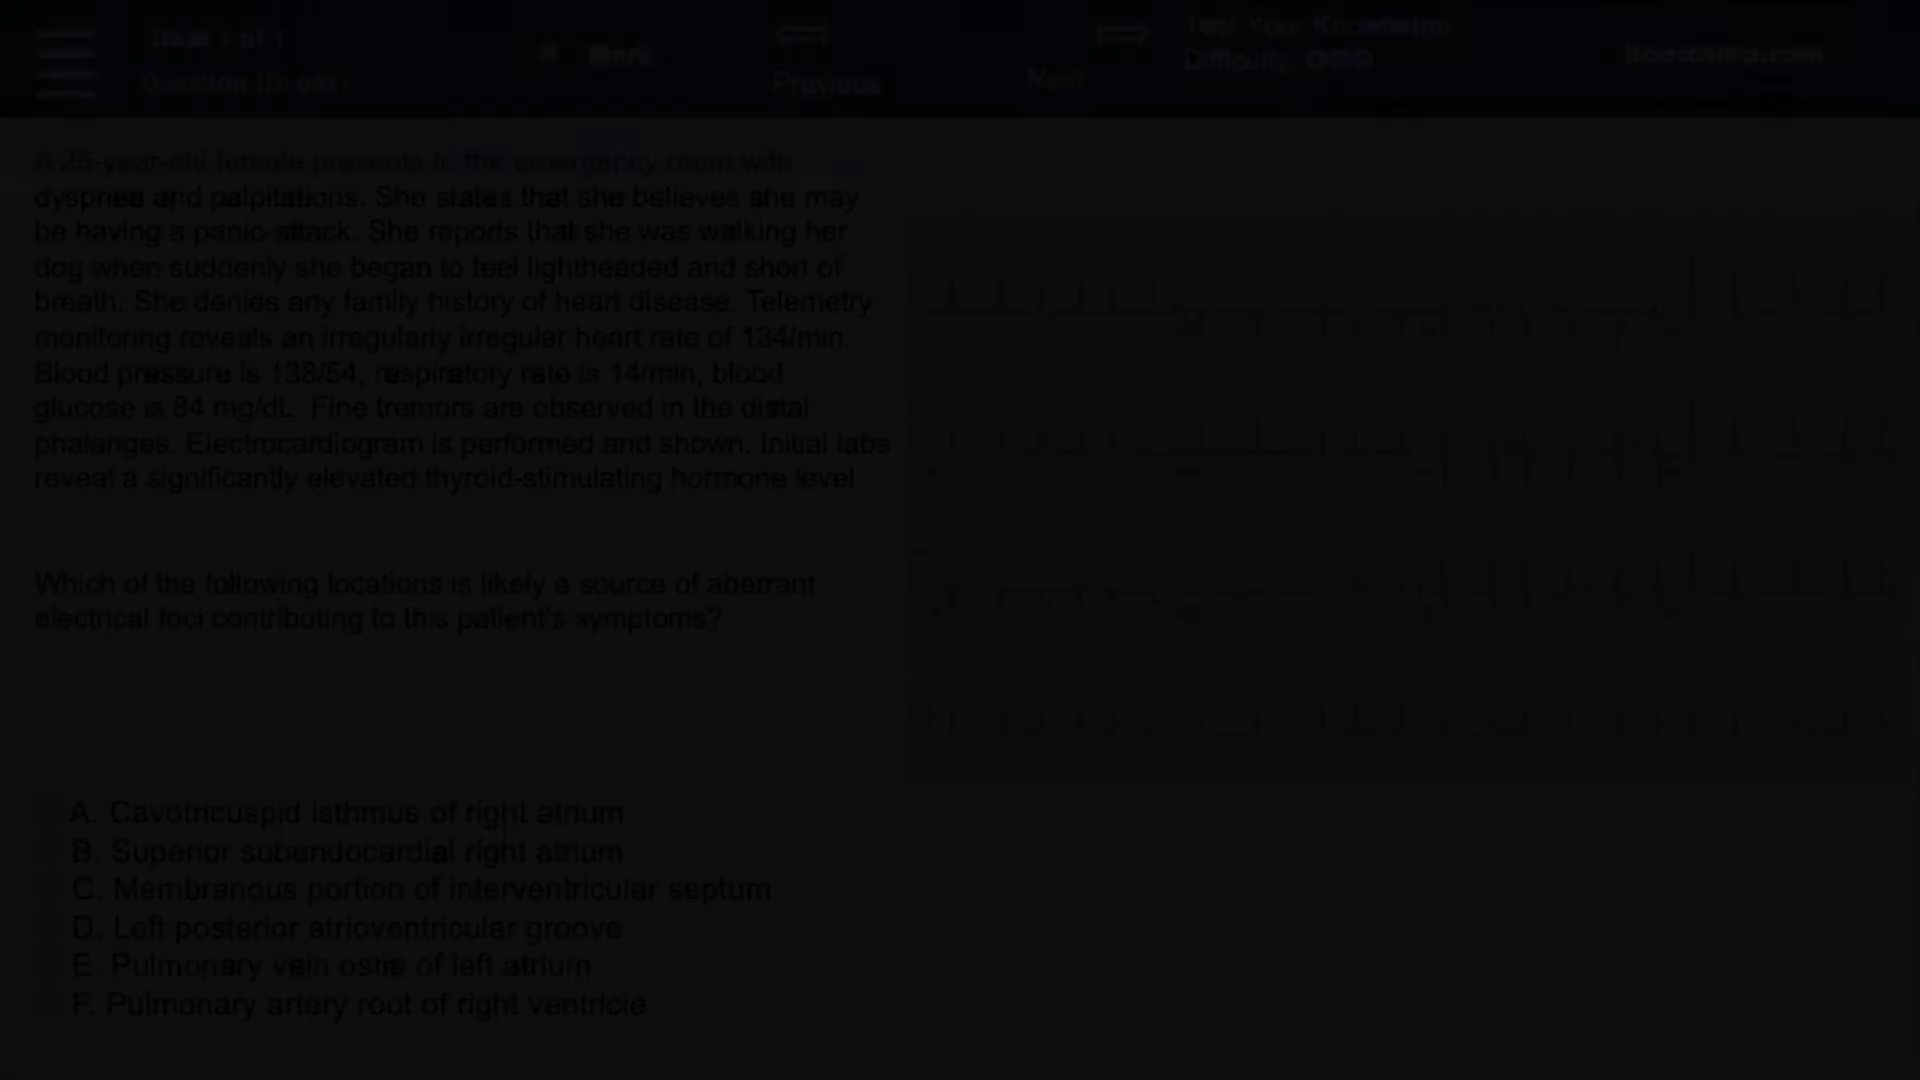 Item 1 of 1
Question ID:
Previous
Next
Test Your Knowledge
Difficulty:
A 25-year-old female presents to the emergency room with
dyspnea and palpitations. She states that she believes she may
be having a panic-attack. She reports that she was walking her
dog when suddenly she began to feel lightheaded and short of
breath. She denies any family history of heart disease. Telemetry
monitoring reveals an irregularly irregular heart rate of 134/min.
Blood pressure is 138/54, respiratory rate is 14/min, blood
glucose is 84 mg/dL. Fine tremors are observed in the distal
phalanges. Electrocardiogram is performed and shown. Initial labs
reveal a significantly elevated thyroid-stimulating hormone level.
Which of the following locations is likely a source of aberrant
electrical foci contributing to this patient's symptoms?
A. Cavotricuspid isthmus of right atrium
B. Superior subendocardial right atrium
C. Membranous portion of interventricular septum
D. Left posterior atrioventricular groove
E. Pulmonary vein ostia of left atrium
F. Pulmonary artery root of right ventricle